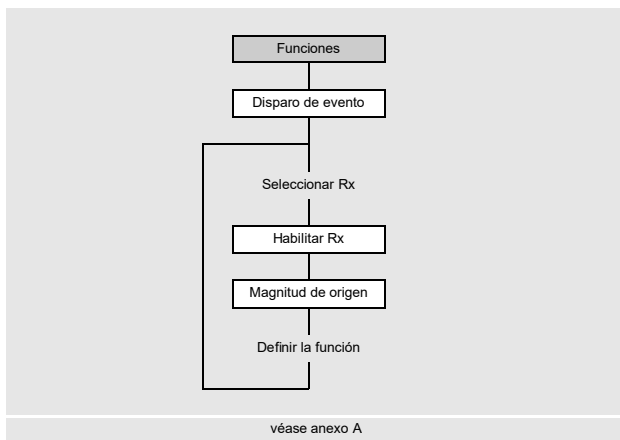 Funciones
Disparo de evento
Seleccionar Rx
Habilitar Rx
Magnitud de origen
Definir la función
véase anexo A